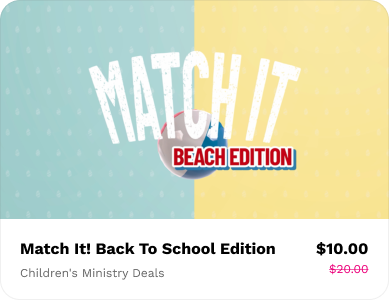 MATCH IT
BEACH EDITION
Match It! Back To School Edition $10.00
Children's Ministry Deals $20.00